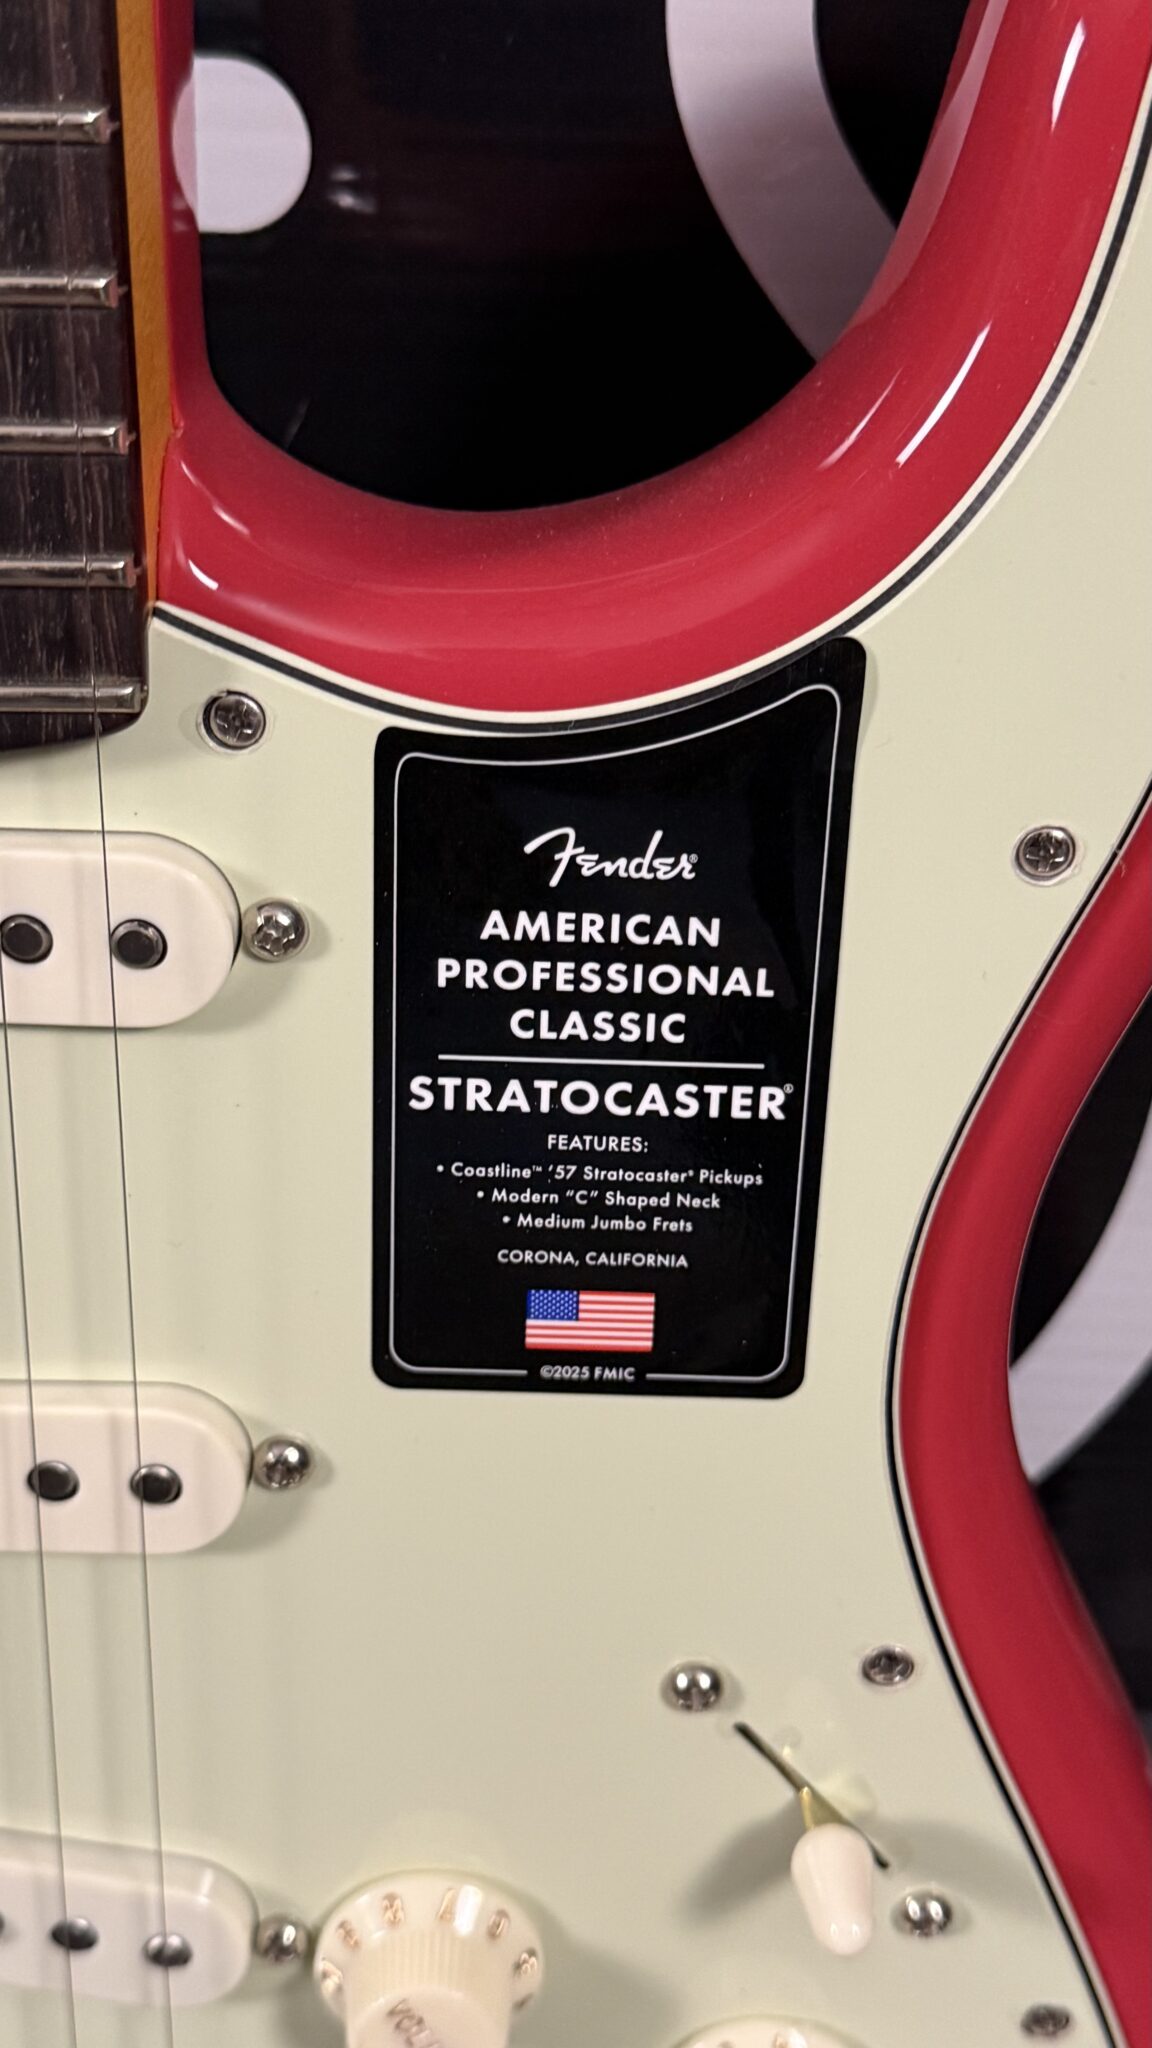 Fender®
AMERICAN
PROFESSIONAL
CLASSIC
STRATOCASTER®
FEATURES:
• Coastline™ '57 Stratocaster® Pickups
• Modern "C" Shaped Neck
• Medium Jumbo Frets
CORONA, CALIFORNIA
©2025 FMIC